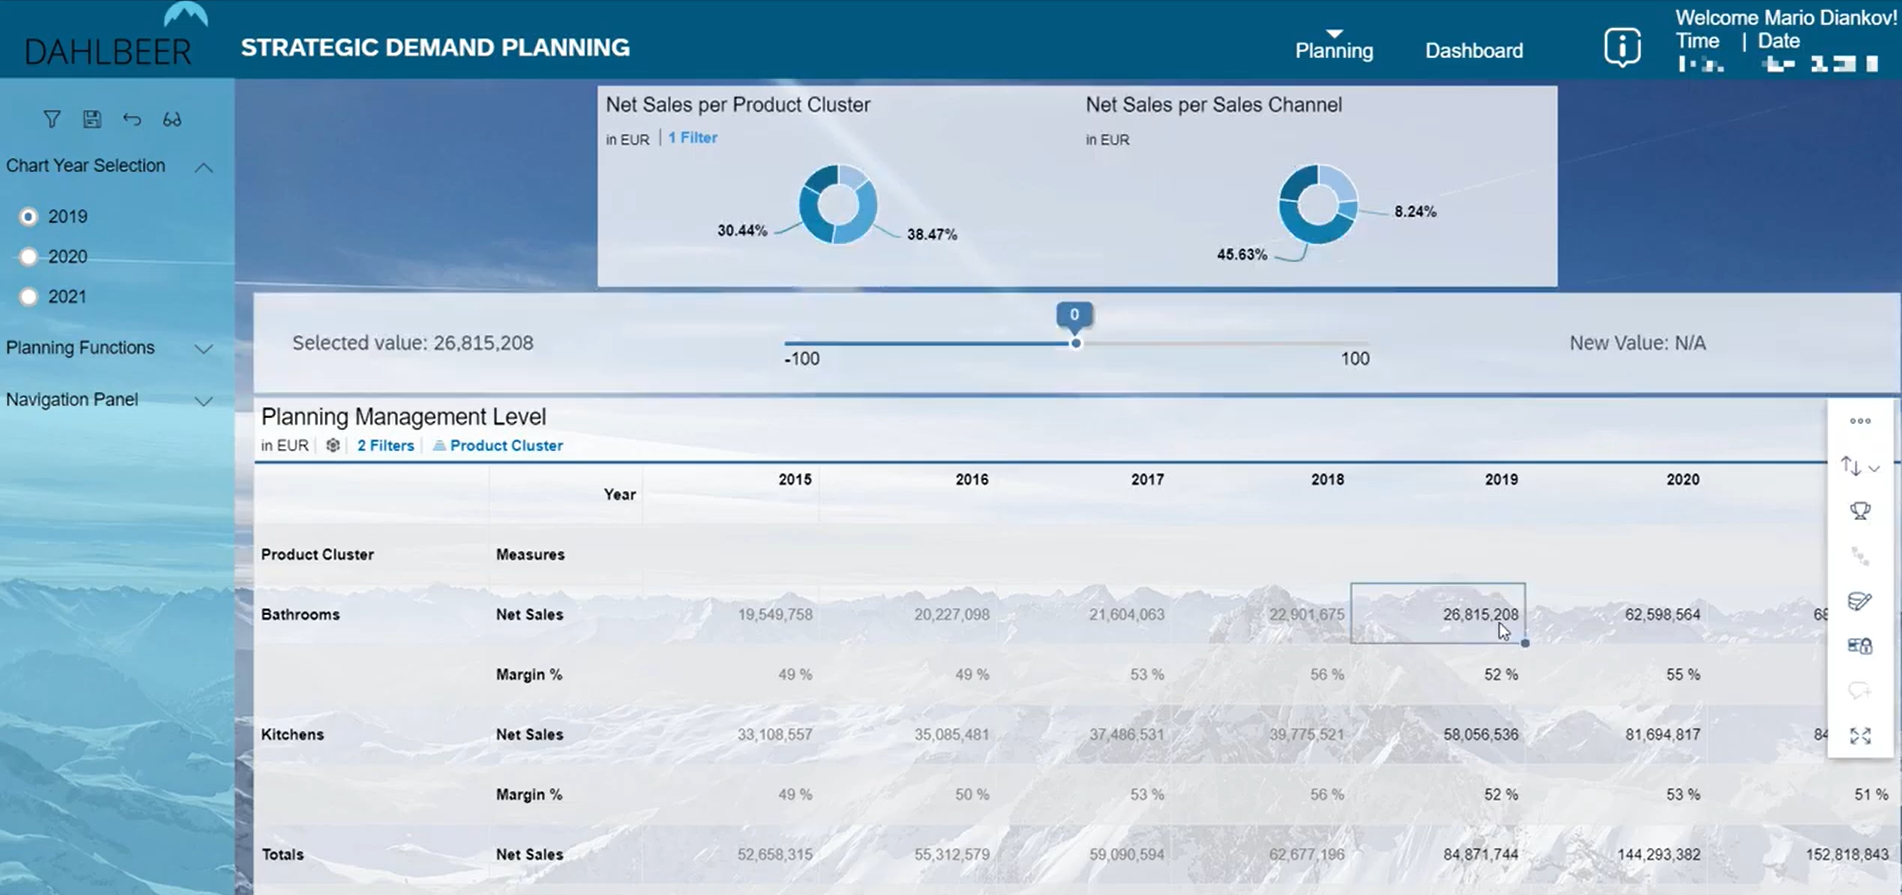 DAHLBEER
STRATEGIC DEMAND PLANNING
Planning
Dashboard
Welcome Mario Diankov!
Time | Date
Chart Year Selection
2019
2020
2021
Planning Functions
Navigation Panel
Net Sales per Product Cluster
in EUR | 1 Filter
30.44%
38.47%
Net Sales per Sales Channel
in EUR
8.24%
45.63%
Selected value: 26,815,208
0
-100
100
New Value: N/A
Planning Management Level
in EUR 2 Filters Product Cluster
Year 2015 2016 2017 2018 2019 2020
Product Cluster Measures
Bathrooms Net Sales 19,549,758 20,227,098 21,604,063 22,901,675 26,815,208 62,598,564
Margin % 49 % 49 % 53 % 56 % 52 % 55 %
Kitchens Net Sales 33,108,557 35,085,481 37,486,531 39,775,521 58,056,536 81,694,817 84
Margin % 49 % 50 % 53 % 56 % 52 % 53 % 51 %
Totals Net Sales 52,658,315 55,312,579 59,090,594 62,677,196 84,871,744 144,293,382 152,818,843